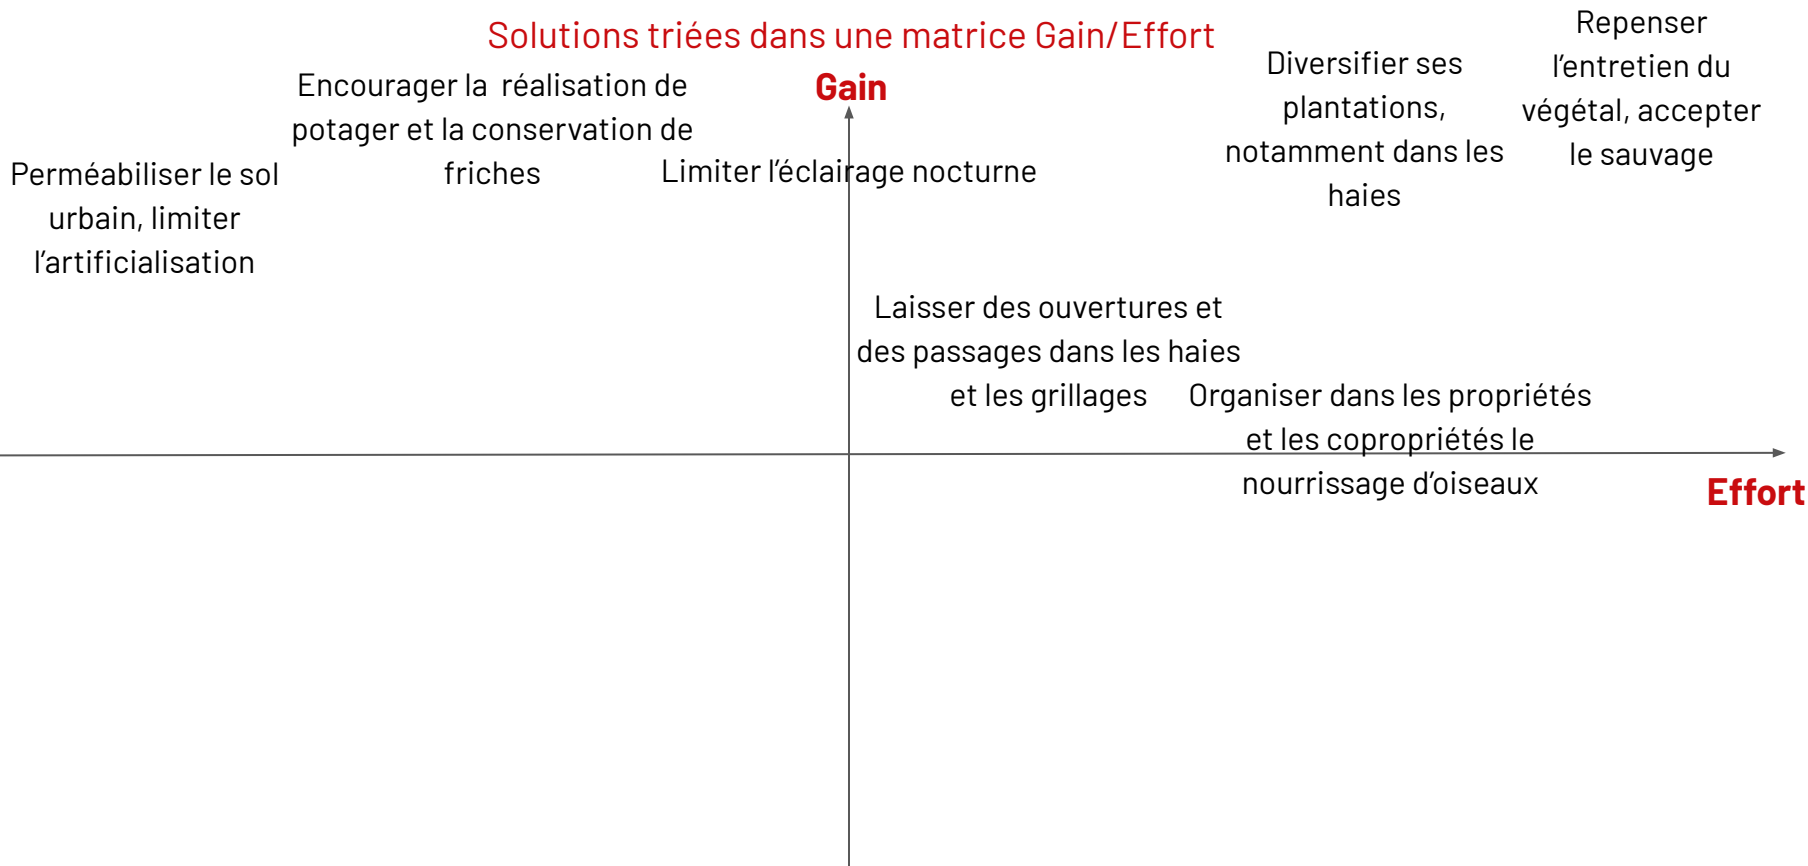 Solutions triées dans une matrice Gain/Effort
Gain
Perméabiliser le sol
urbain, limiter
l'artificialisation
Encourager la  réalisation de
potager et la conservation de
friches
Limiter l'éclairage nocturne
Diversifier ses
plantations,
notamment dans les
haies
Repenser
l'entretien du
végétal, accepter
le sauvage
Laisser des ouvertures et
des passages dans les haies
et les grillages
Organiser dans les propriétés
et les copropriétés le
nourrissage d'oiseaux
Effort